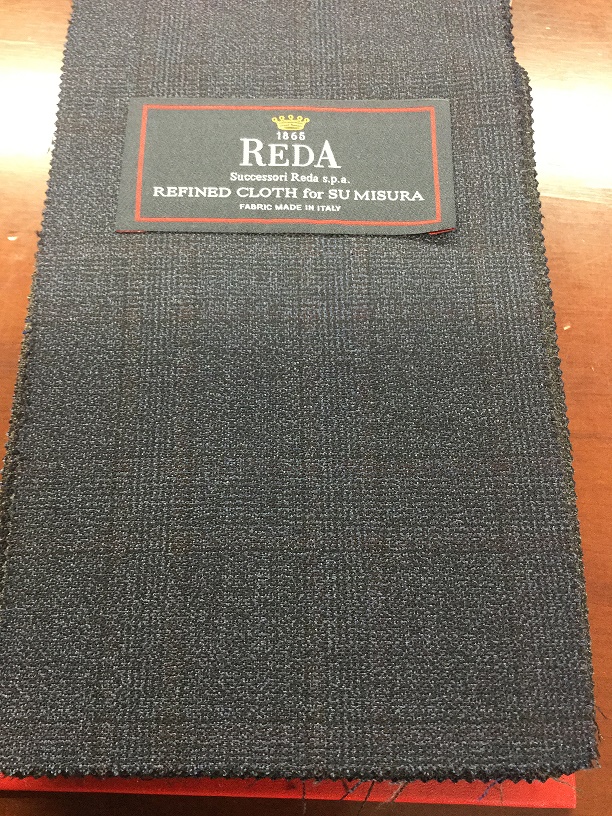 1865
REDA
Successori Reda s.p.a.
REFINED CLOTH for SU MISURA
FABRIC MADE IN ITALY